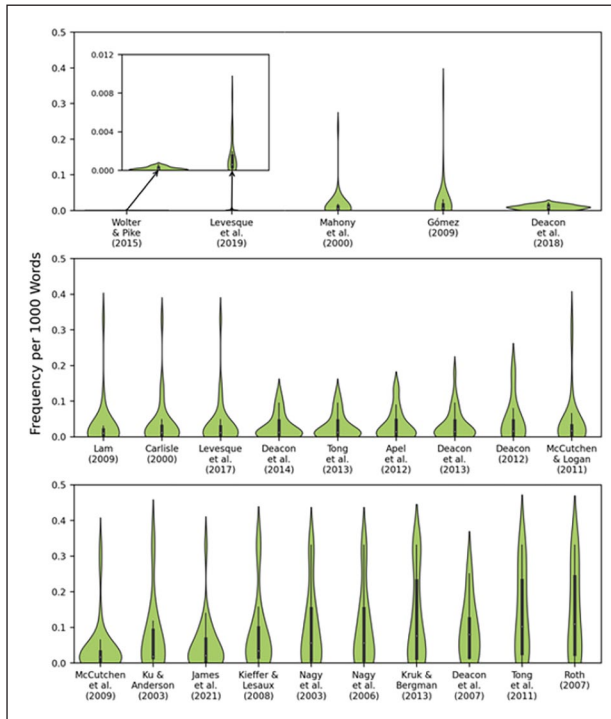 0.5
0.4
0.3
0.2
0.1
0.0
0.012
0.008
0.004
0.000
Wolter
& Pike
(2015)
Levesque
et al.
(2019)
Mahony
et al.
(2000)
Gómez
(2009)
Deacon
et al.
(2018)
Frequency per 1000 Words
0.5
0.4
0.3
0.2
0.1
0.0
Lam
(2009)
Carlisle
(2000)
Levesque
et al.
(2017)
Deacon
et al.
(2014)
Tong
et al.
(2013)
Apel
et al.
(2012)
Deacon
et al.
(2013)
Deacon
(2012)
McCutchen
& Logan
(2011)
0.5
0.4
0.3
0.2
0.1
0.0
McCutchen
et al.
(2009)
Ku &
Anderson
(2003)
James
et al.
(2021)
Kieffer &
Lesaux
(2008)
Nagy
et al.
(2003)
Nagy
et al.
(2006)
Kruk &
Bergman
(2013)
Deacon
et al.
(2007)
Tong
et al.
(2011)
Roth
(2007)